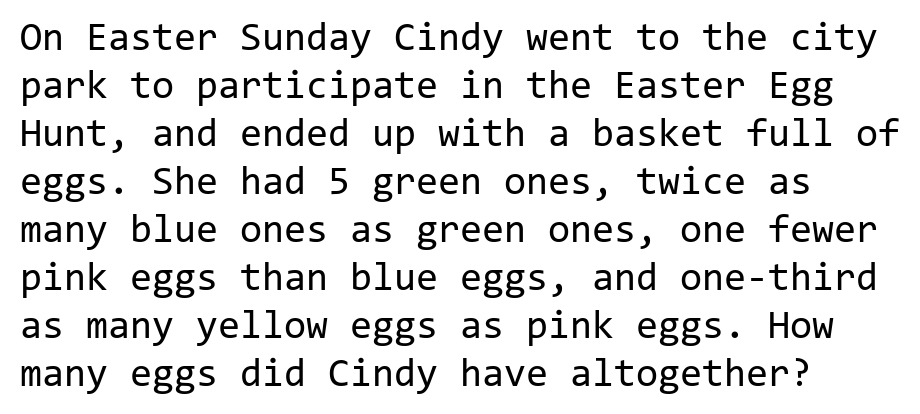 On Easter Sunday Cindy went to the city
park to participate in the Easter Egg
Hunt, and ended up with a basket full of
eggs. She had 5 green ones, twice as
many blue ones as green ones, one fewer
pink eggs than blue eggs, and one-third
as many yellow eggs as pink eggs. How
many eggs did Cindy have altogether?